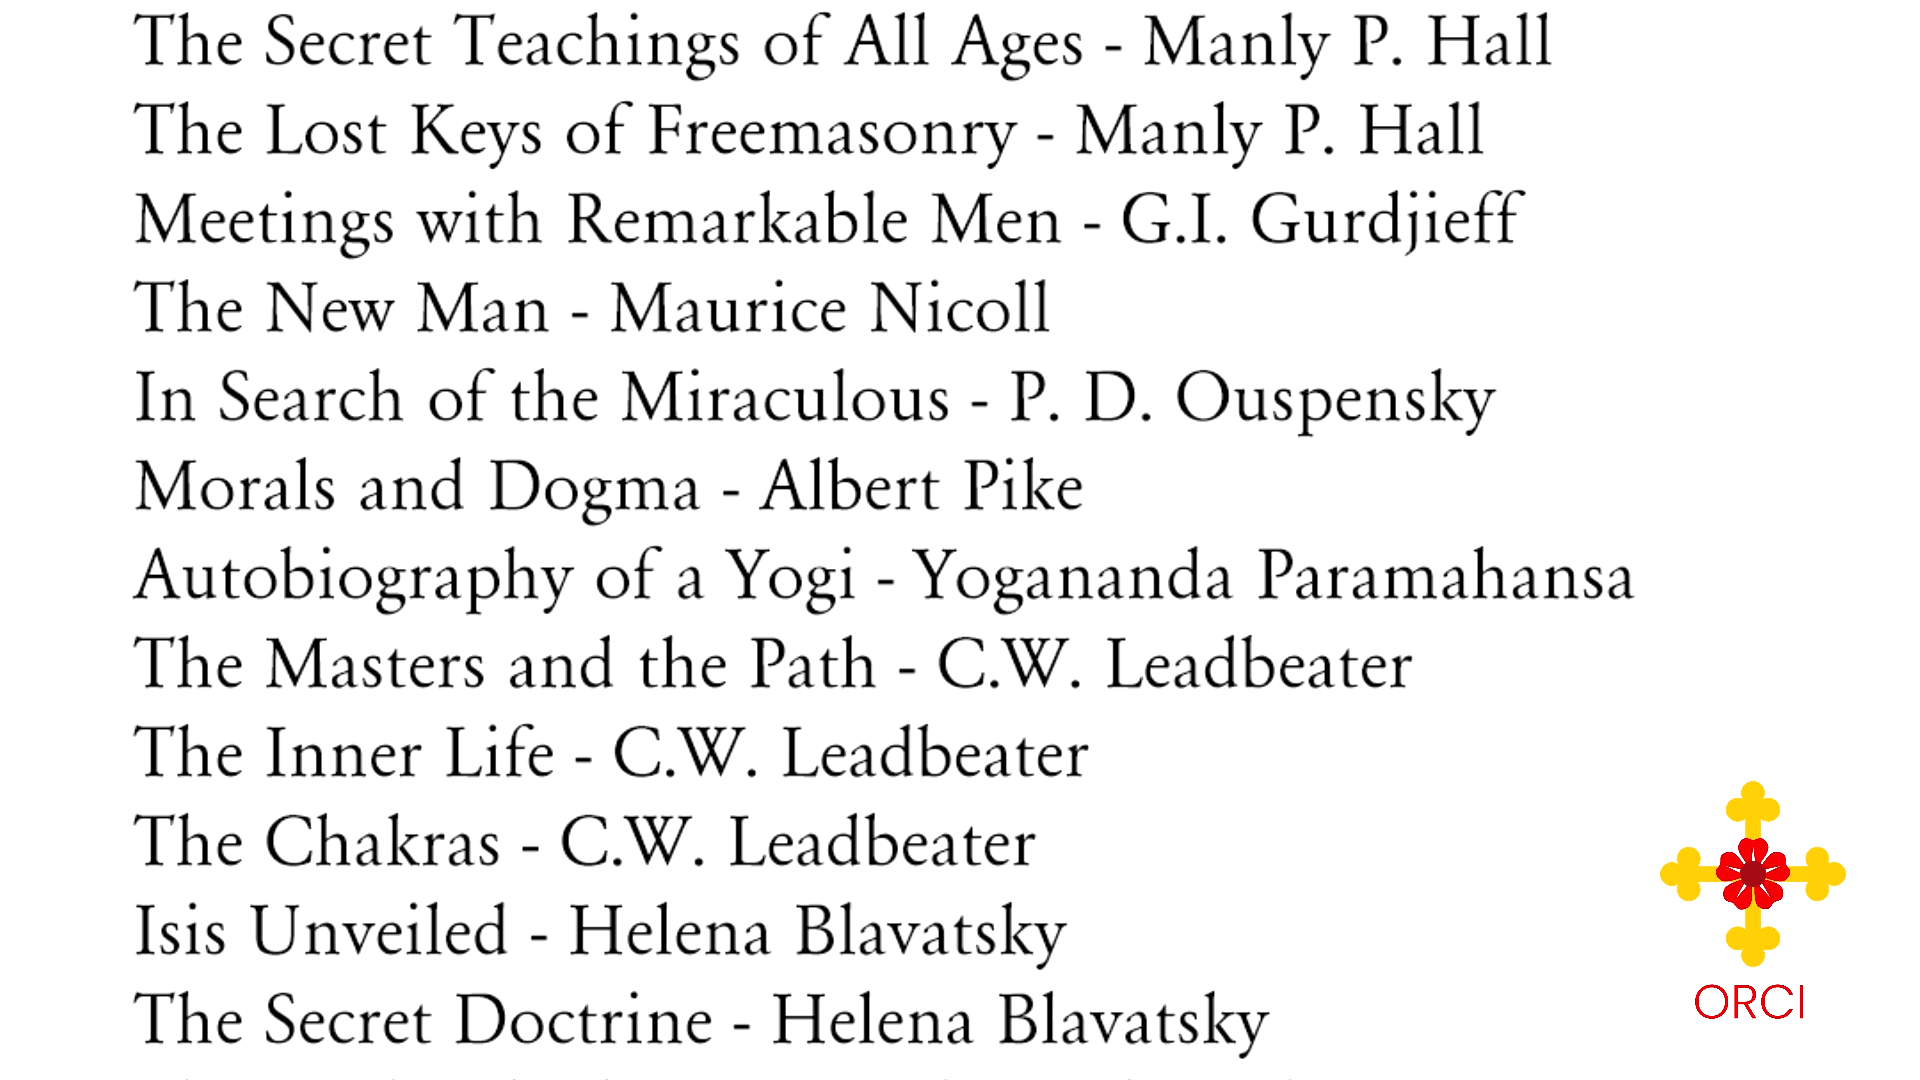 The Secret Teachings of All Ages - Manly P. Hall
The Lost Keys of Freemasonry - Manly P. Hall
Meetings with Remarkable Men - G.I. Gurdjieff
The New Man - Maurice Nicoll
In Search of the Miraculous - P. D. Ouspensky
Morals and Dogma - Albert Pike
Autobiography of a Yogi - Yogananda Paramahansa
The Masters and the Path - C.W. Leadbeater
The Inner Life - C.W. Leadbeater
The Chakras - C.W. Leadbeater
Isis Unveiled - Helena Blavatsky
The Secret Doctrine - Helena Blavatsky
ORCI